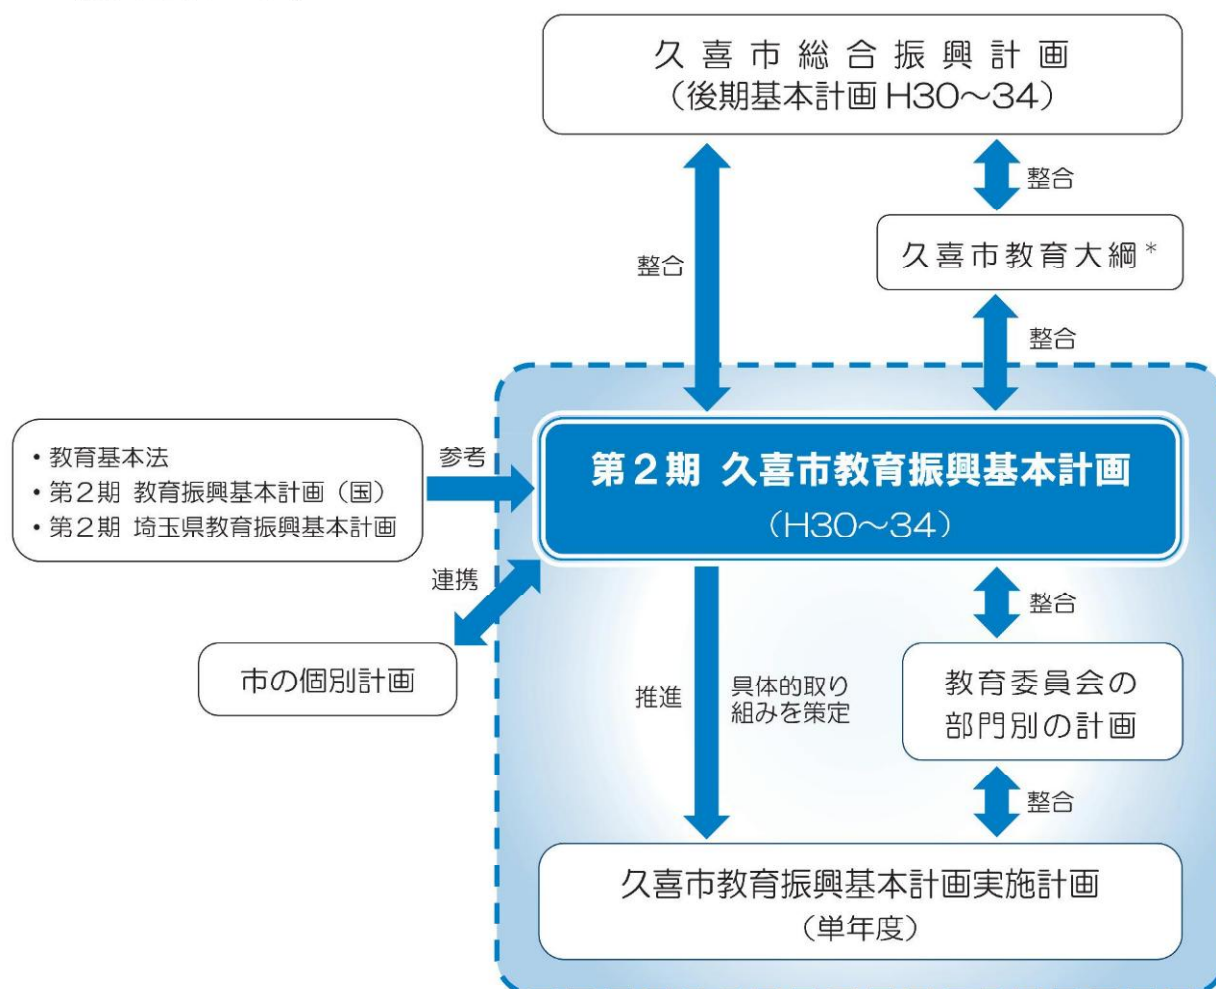 久喜市総合振興計画
（後期基本計画 H30～34）
整合
久喜市教育大綱*
整合
整合
・教育基本法
・第２期 教育振興基本計画（国）
・第２期 埼玉県教育振興基本計画
参考
第２期 久喜市教育振興基本計画
（H30～34）
連携
市の個別計画
整合
推進
具体的取り
組みを策定
教育委員会の
部門別の計画
整合
久喜市教育振興基本計画実施計画
（単年度）